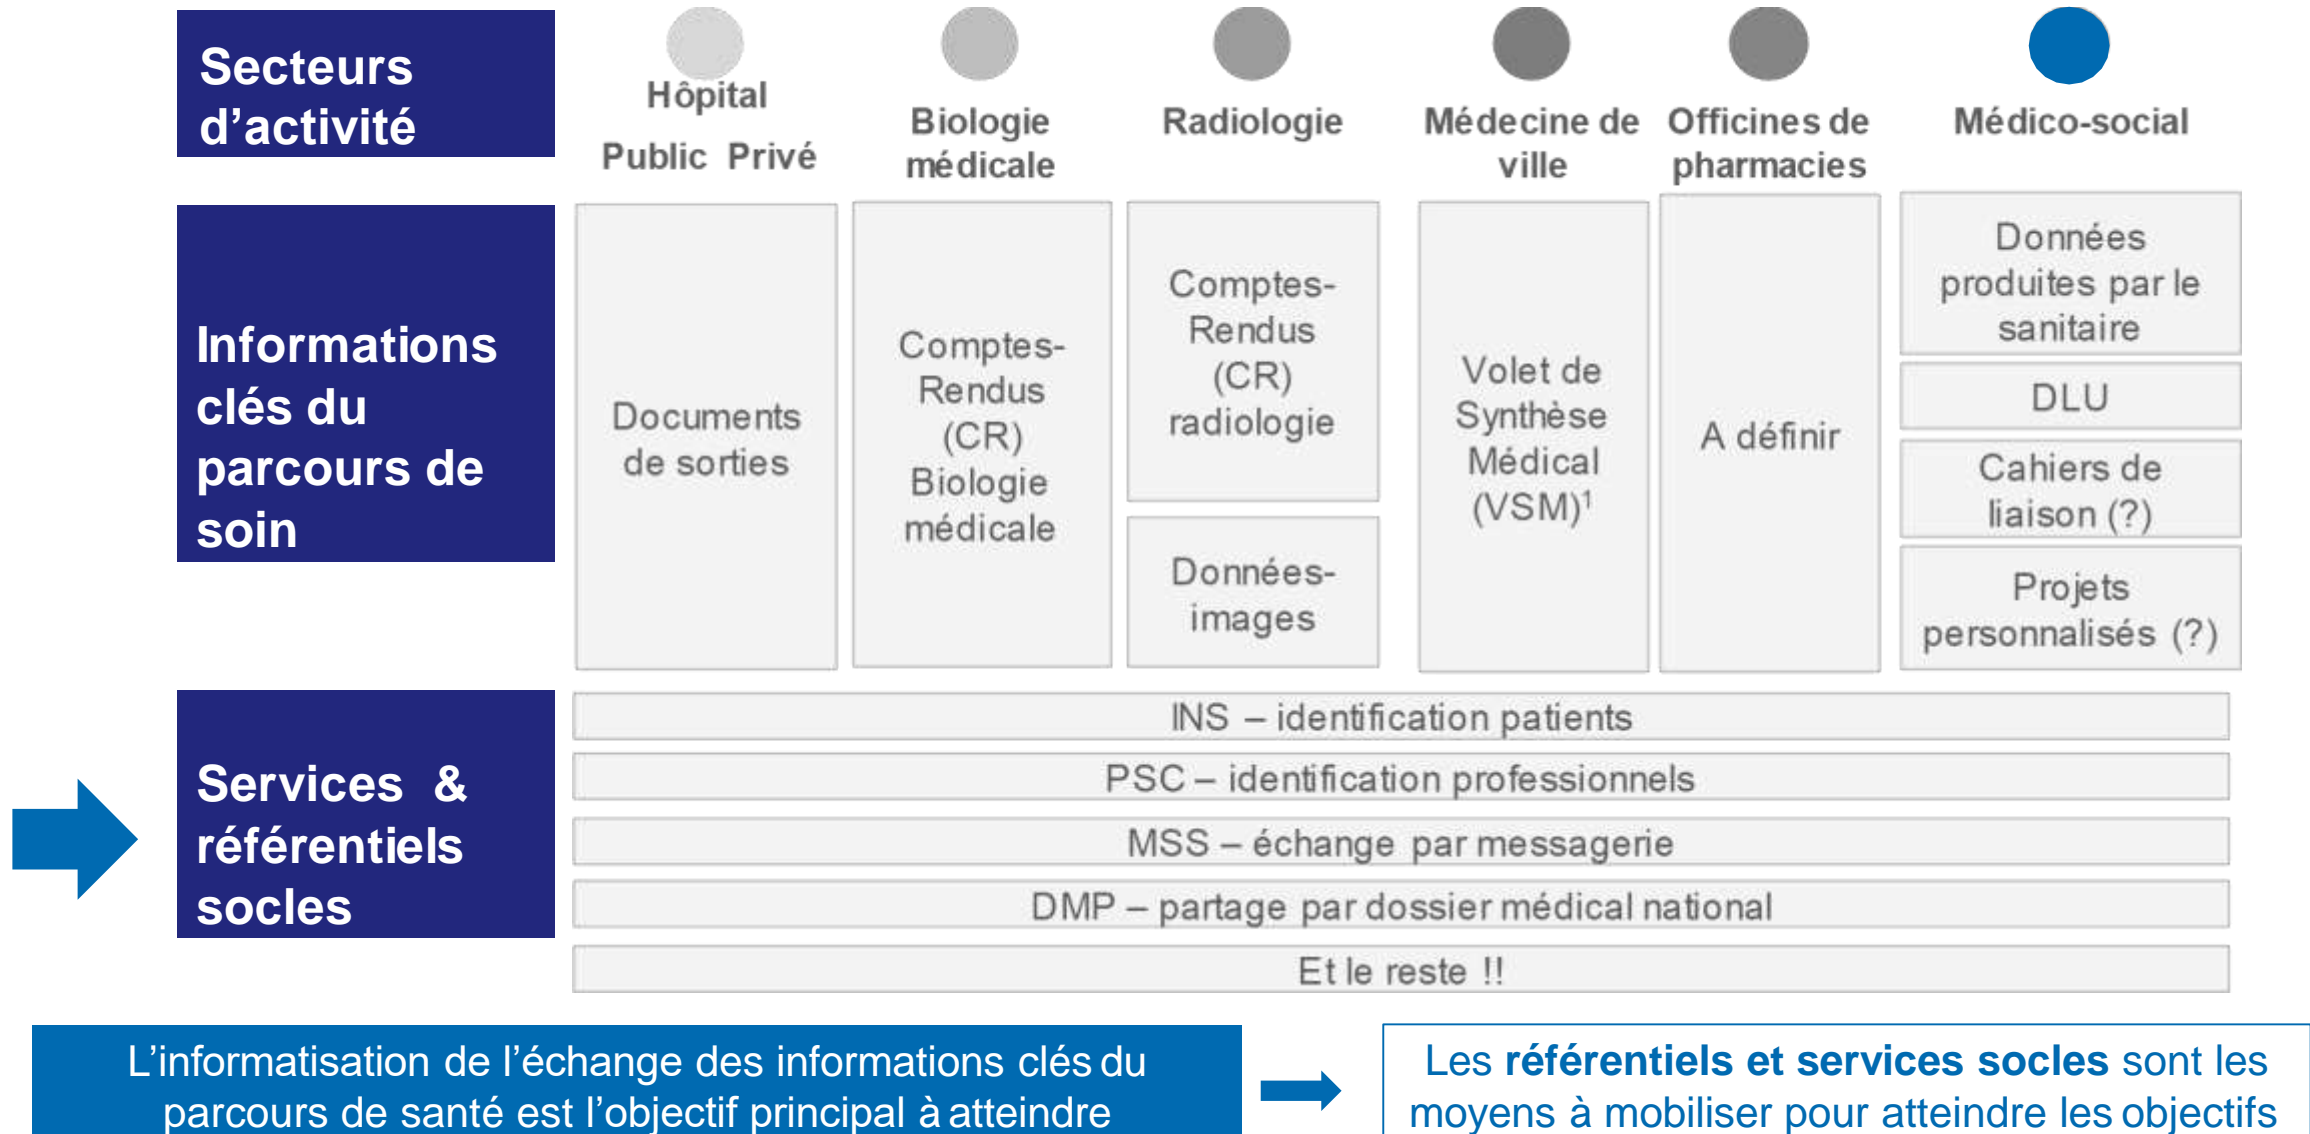 Secteurs
d’activité
Hôpital
Public Privé
Biologie
médicale
Radiologie
Médecine de
ville
Officines de
pharmacies
Médico-social
Informations
clés du
parcours de
soin
Documents
de sorties
Comptes-
Rendus
(CR)
Biologie
médicale
Comptes-
Rendus
(CR)
radiologie
Données-
images
Volet de
Synthèse
Médical
(VSM)¹
A définir
Données
produites par le
sanitaire
DLU
Cahiers de
liaison (?)
Projets
personnalisés (?)
Services &
référentiels
socles
INS – identification patients
PSC – identification professionnels
MSS – échange par messagerie
DMP – partage par dossier médical national
Et le reste !!
L’informatisation de l’échange des informations clés du
parcours de santé est l’objectif principal à atteindre
Les référentiels et services socles sont les
moyens à mobiliser pour atteindre les objectifs